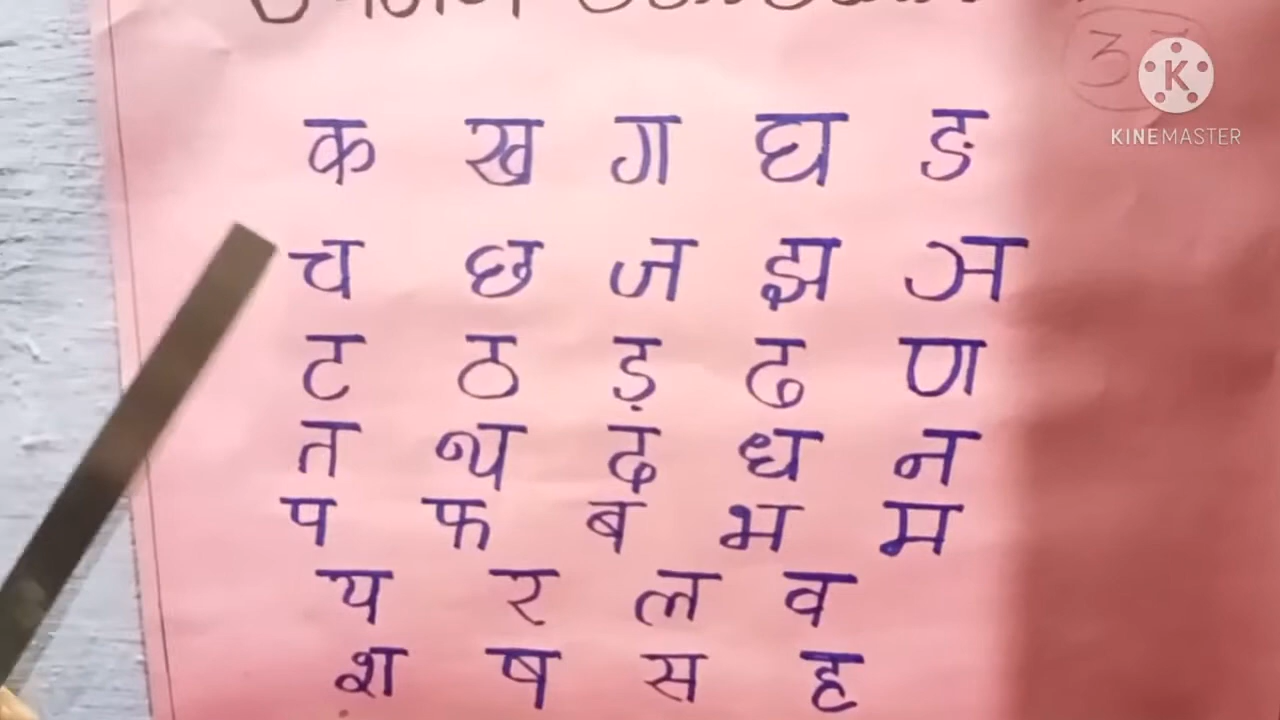 क ख ग घ ङ
च छ ज झ ञ
ट ठ ड़ ढ ण
त थ द ध न
प फ ब भ म
य र ल व
श ष स ह
KINEMASTER